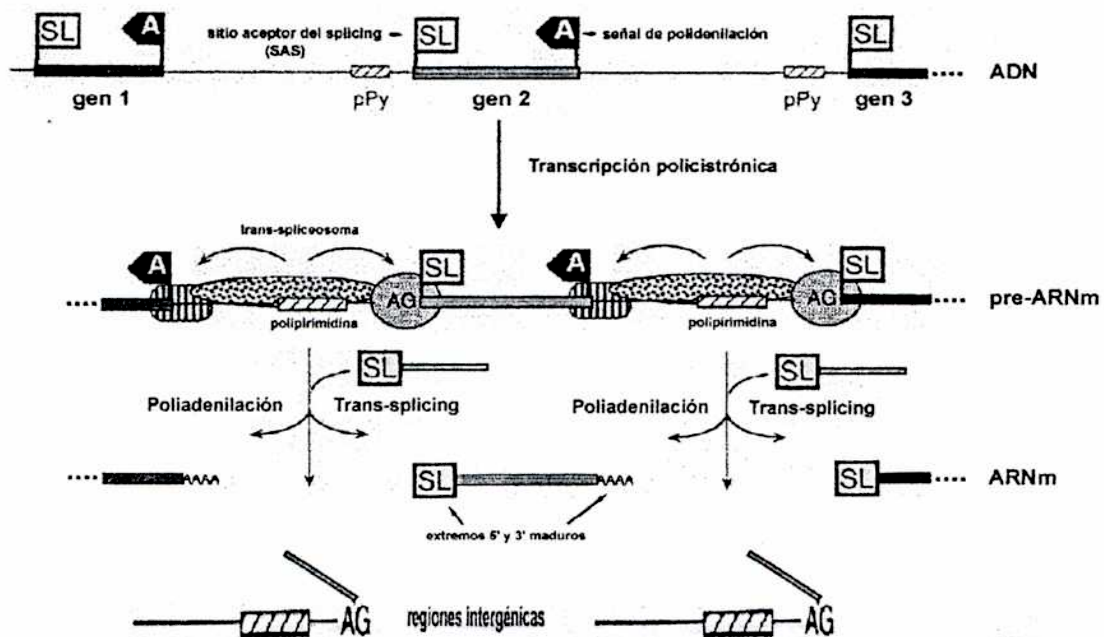 SL A sitio aceptor del splicing SL A señal de polidenilación SL
(SAS)
ADN
gen 1 pPy gen 2 pPy gen 3
Transcripción policistrónica
trans-spliceosoma
A SL A SL
AG AG pre-ARNm
polipirimidina polipirimidina
SL SL
Poliadenilación Trans-splicing Poliadenilación Trans-splicing
AAAA SL AAAA SL ARNm
extremos 5' y 3' maduros
AG regiones intergénicas AG